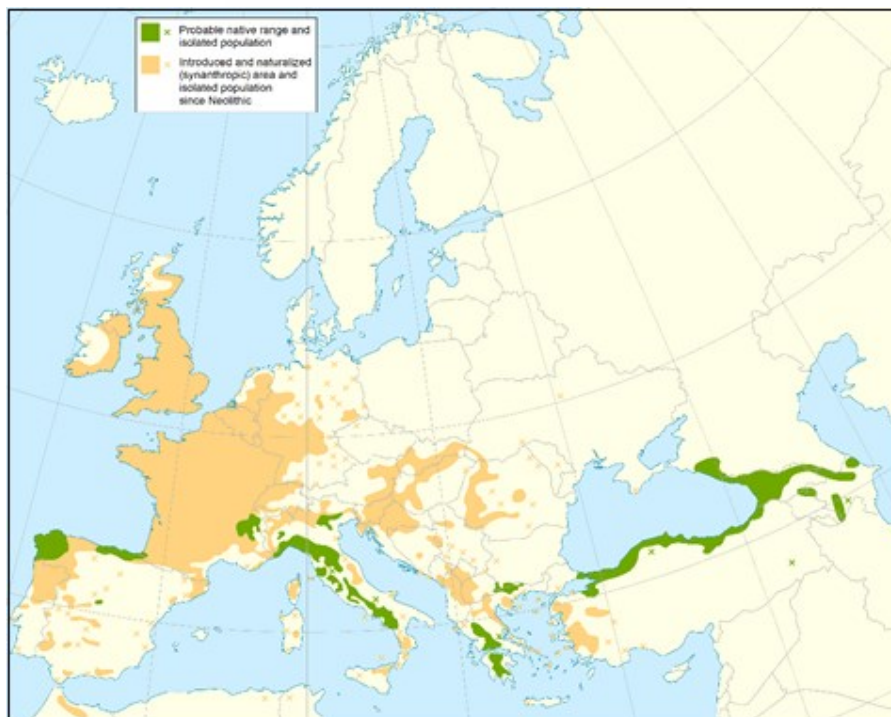 Probable native range and
isolated population
Introduced and naturalized
(synanthropic) area and
isolated population
since Neolithic